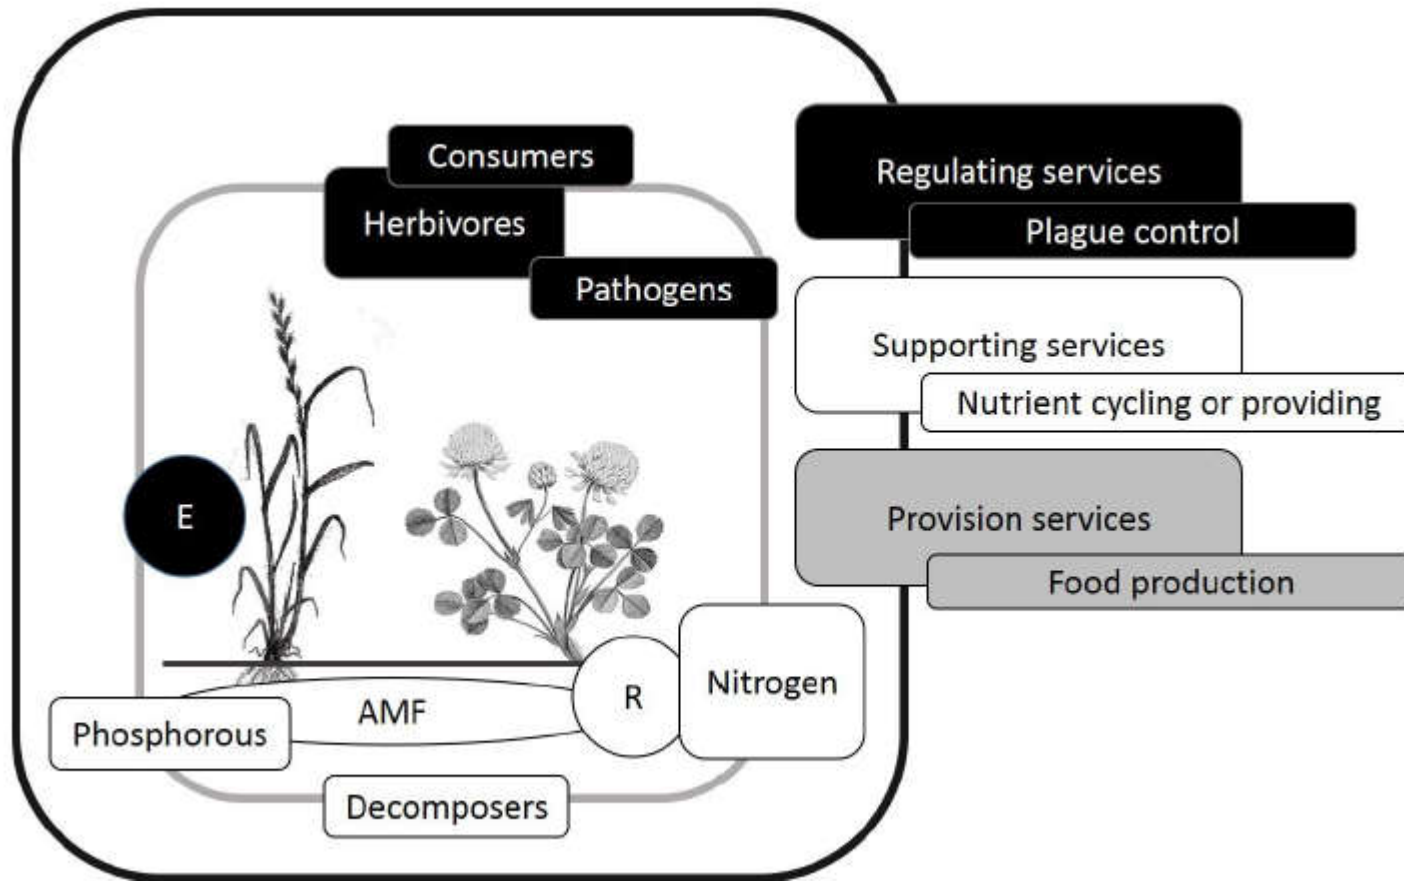 Consumers
Herbivores
Pathogens
E
AMF
R
Nitrogen
Phosphorous
Decomposers
Regulating services
Plague control
Supporting services
Nutrient cycling or providing
Provision services
Food production